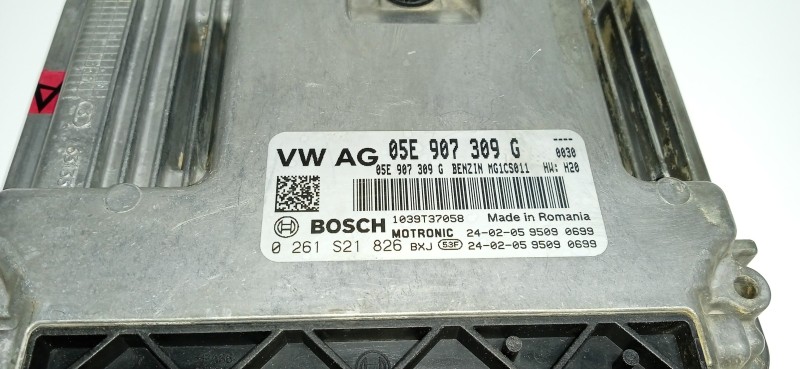 VW AG 05E 907 309 G ----
0030
05E 907 309 G BENZIN MG1CS011 HW: H20
BOSCH 1039T37058 Made in Romania
MOTRONIC 24-02-05 9509 0699
0 261 S21 826 BXJ 53F 24-02-05 9509 0699